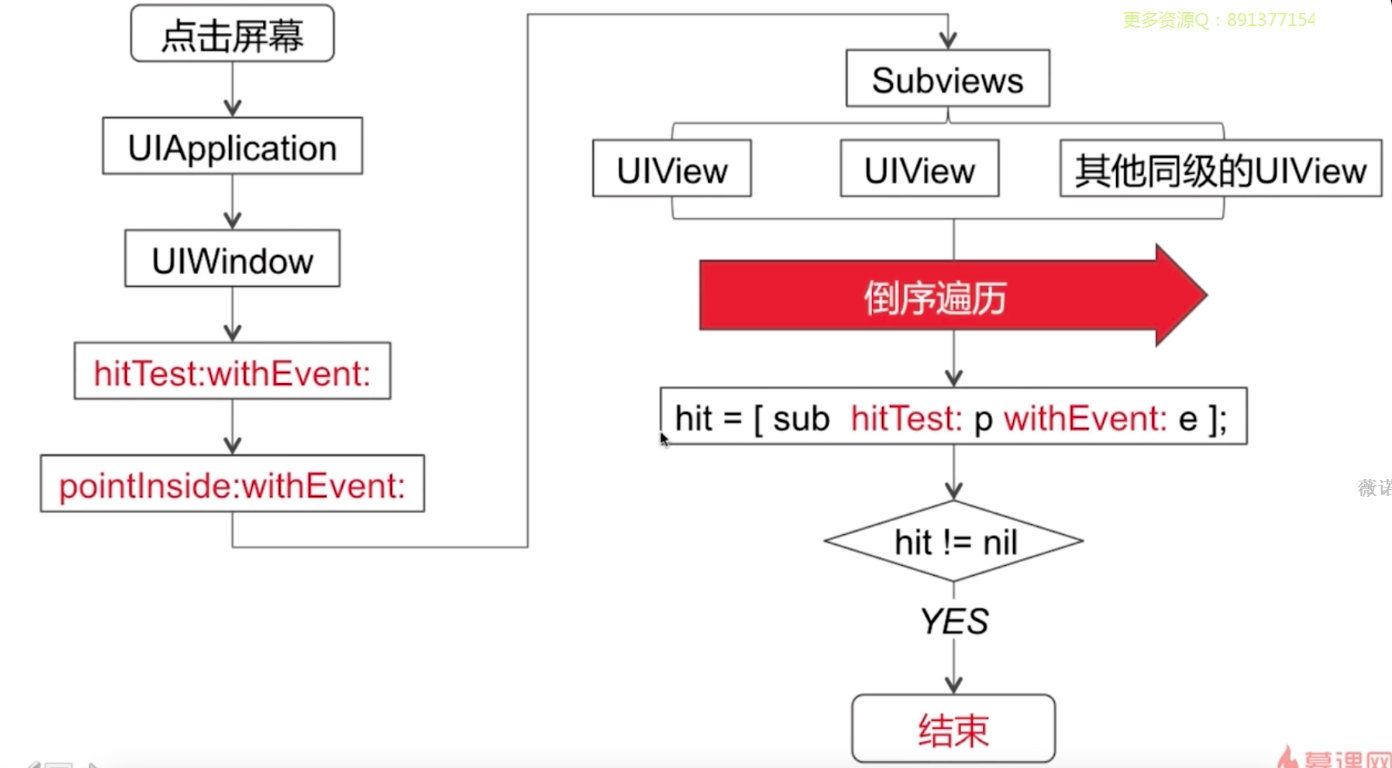 点击屏幕
UIApplication
UIWindow
hitTest:withEvent:
pointInside:withEvent:
更多资源Q：891377154
Subviews
UIView
UIView
其他同级的UIView
倒序遍历
hit = [ sub hitTest: p withEvent: e ];
hit != nil
YES
结束
薇诺
慕课网